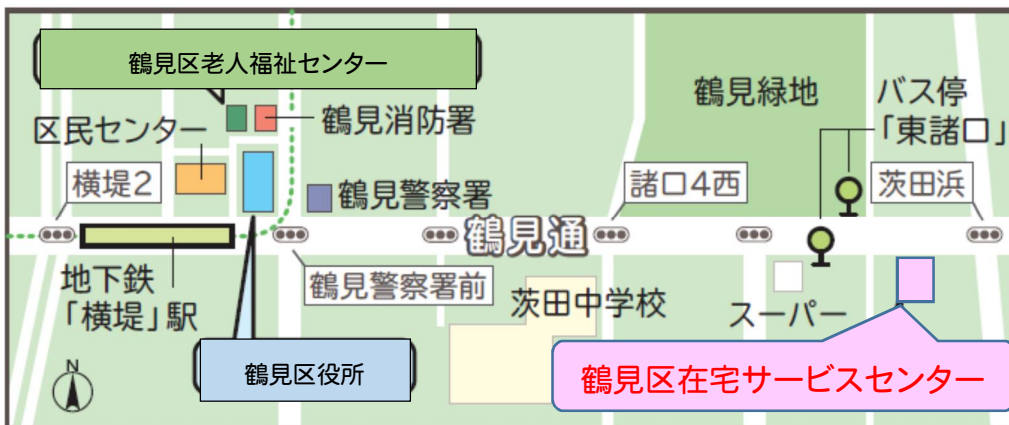 鶴見区老人福祉センター
鶴見緑地
バス停
「東諸口」
区民センター
鶴見消防署
横堤2
鶴見警察署
諸口4西
茨田浜
鶴見通
地下鉄
「横堤」駅
鶴見警察署前
茨田中学校
スーパー
鶴見区役所
鶴見区在宅サービスセンター
N